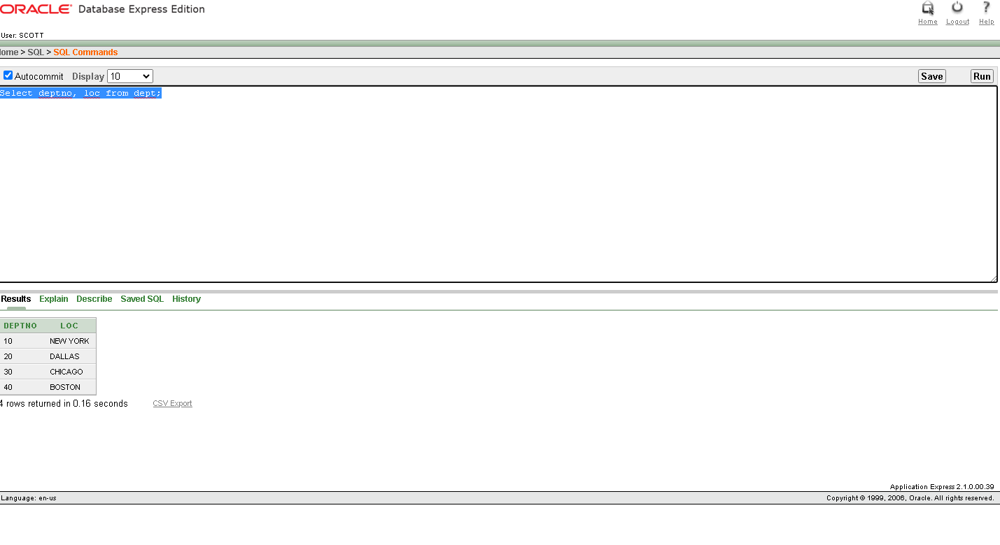 ORACLE Database Express Edition
Home Logout Help
User: SCOTT
ome > SQL > SQL Commands
Autocommit Display 10 Save Run
Select deptno, loc from dept;
Results Explain Describe Saved SQL History
DEPTNO LOC
10 NEW YORK
20 DALLAS
30 CHICAGO
40 BOSTON
4 rows returned in 0.16 seconds CSV Export
Application Express 2.1.0.00.39
Language: en-us Copyright © 1999, 2006, Oracle. All rights reserved.